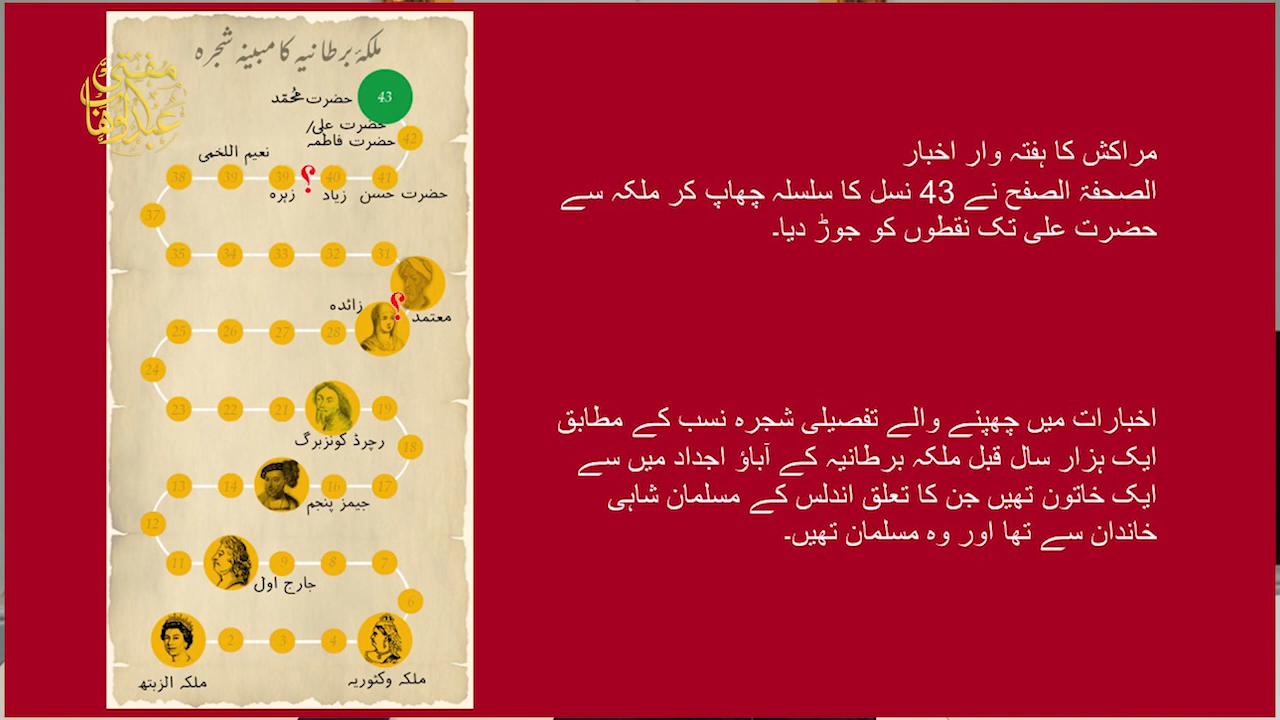 ملکۂ برطانیہ کا مبینہ شجرہ
مفتی
عبدالوھاب
43
حضرت محمّد
42
حضرت علی/
حضرت فاطمہ
نعیم اللخمی
38 39 39 ؟ 40 41
زہرہ زیاد حضرت حسن
37
35 34 33 32 31
زائدہ
؟
معتمد
25 26 27 28
24
23 22 21 19
رچرڈ کونزبرگ
18
13 14 16 17
جیمز پنجم
12
11 9 8 7
جارج اول
6
2 3 4
ملکہ الزبتھ ملکہ وکٹوریہ
مراکش کا ہفتہ وار اخبار
الصحفۃ الصفح نے 43 نسل کا سلسلہ چھاپ کر ملکہ سے
حضرت علی تک نقطوں کو جوڑ دیا۔
اخبارات میں چھپنے والے تفصیلی شجرہ نسب کے مطابق
ایک ہزار سال قبل ملکہ برطانیہ کے آباؤ اجداد میں سے
ایک خاتون تھیں جن کا تعلق اندلس کے مسلمان شاہی
خاندان سے تھا اور وہ مسلمان تھیں۔